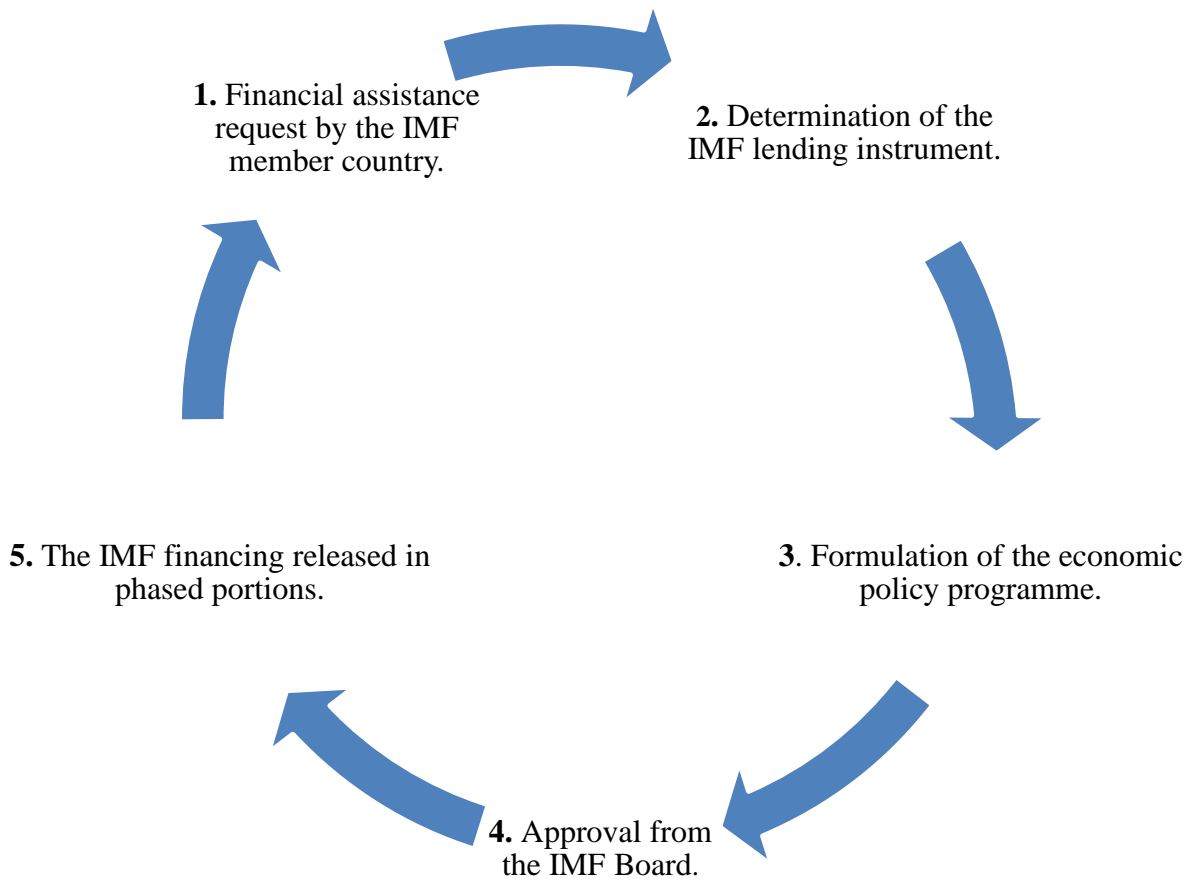 1. Financial assistance
request by the IMF
member country.
2. Determination of the
IMF lending instrument.
3. Formulation of the economic
policy programme.
4. Approval from
the IMF Board.
5. The IMF financing released in
phased portions.